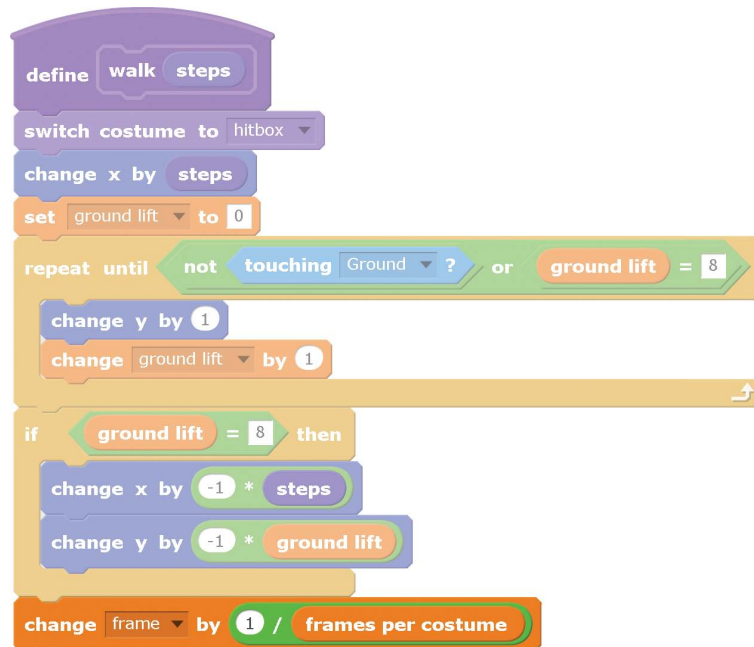 define walk steps
switch costume to hitbox
change x by steps
set ground lift to 0
repeat until not touching Ground ? or ground lift = 8
change y by 1
change ground lift by 1
if ground lift = 8 then
change x by -1 * steps
change y by -1 * ground lift
change frame by 1 / frames per costume